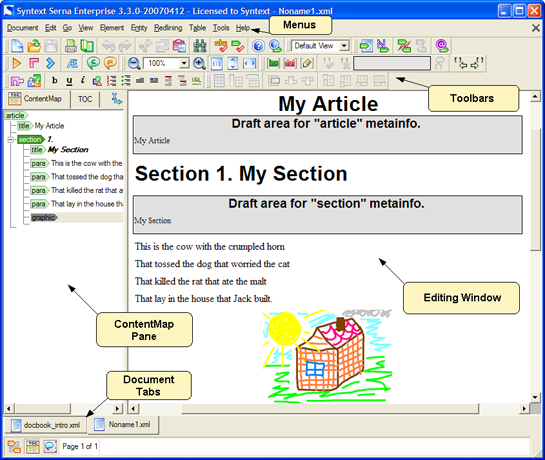 Syntext Serna Enterprise 3.3.0-20070412 - Licensed to Syntext - Noname1.xml
Document Edit Go View Element Entity Redlining Table Tools Help
Menus
Default View
100%
b u i
URL
Toolbars
ContentMap TOC
article
title My Article
section 1.
title My Section
para This is the cow with the
para That tossed the dog that
para That killed the rat that at
para That lay in the house tha
graphic
My Article
Draft area for "article" metainfo.
My Article
Section 1. My Section
Draft area for "section" metainfo.
My Section
This is the cow with the crumpled horn
That tossed the dog that worried the cat
That killed the rat that ate the malt
That lay in the house that Jack built.
Editing Window
ContentMap
Pane
Document
Tabs
docbook_intro.xml Noname1.xml
Page 1 of 1